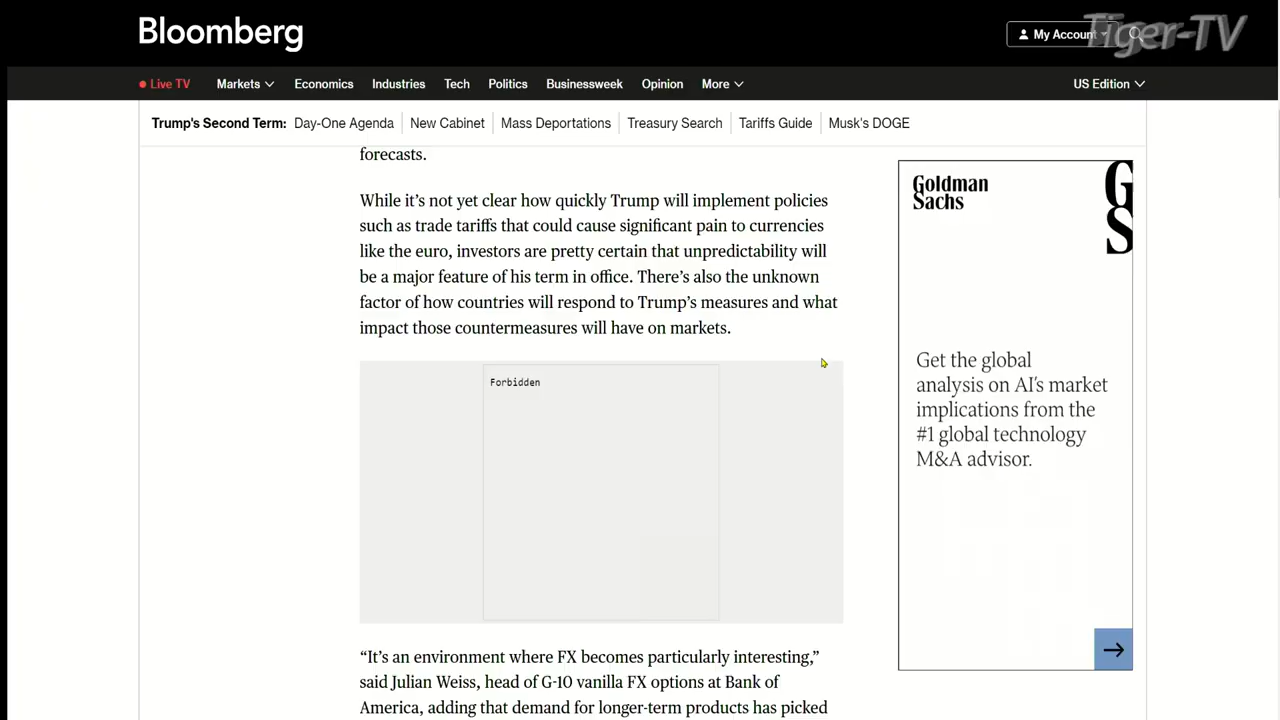 Bloomberg
My Account
Tiger-TV
Live TV
Markets
Economics
Industries
Tech
Politics
Businessweek
Opinion
More
US Edition
Trump's Second Term:
Day-One Agenda
New Cabinet
Mass Deportations
Treasury Search
Tariffs Guide
Musk's DOGE
forecasts.
While it’s not yet clear how quickly Trump will implement policies
such as trade tariffs that could cause significant pain to currencies
like the euro, investors are pretty certain that unpredictability will
be a major feature of his term in office. There’s also the unknown
factor of how countries will respond to Trump’s measures and what
impact those countermeasures will have on markets.
Forbidden
“It’s an environment where FX becomes particularly interesting,”
said Julian Weiss, head of G-10 vanilla FX options at Bank of
America, adding that demand for longer-term products has picked
Goldman
Sachs
G
S
Get the global
analysis on AI’s market
implications from the
#1 global technology
M&A advisor.